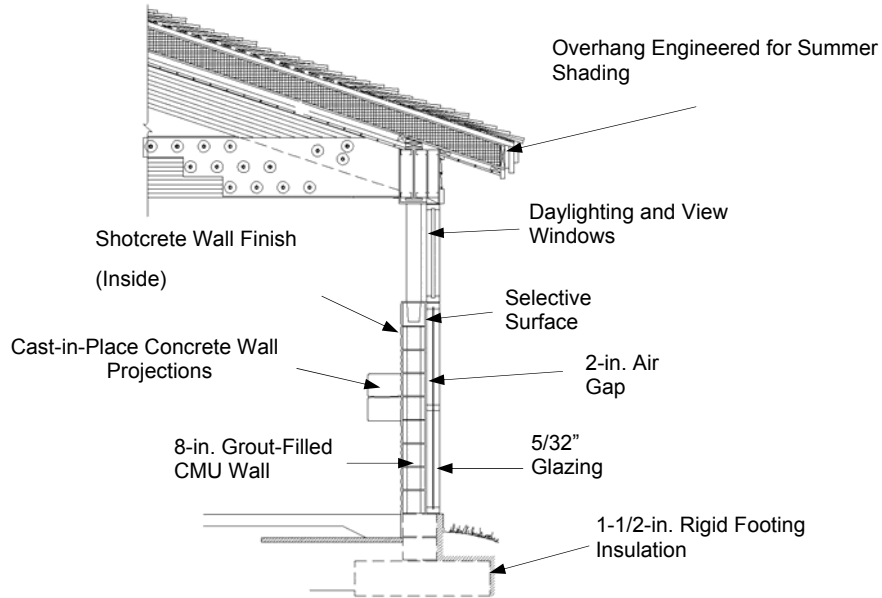 Overhang Engineered for Summer
Shading
Daylighting and View
Windows
Shotcrete Wall Finish
(Inside)
Selective
Surface
Cast-in-Place Concrete Wall
Projections
2-in. Air
Gap
8-in. Grout-Filled
CMU Wall
5/32”
Glazing
1-1/2-in. Rigid Footing
Insulation